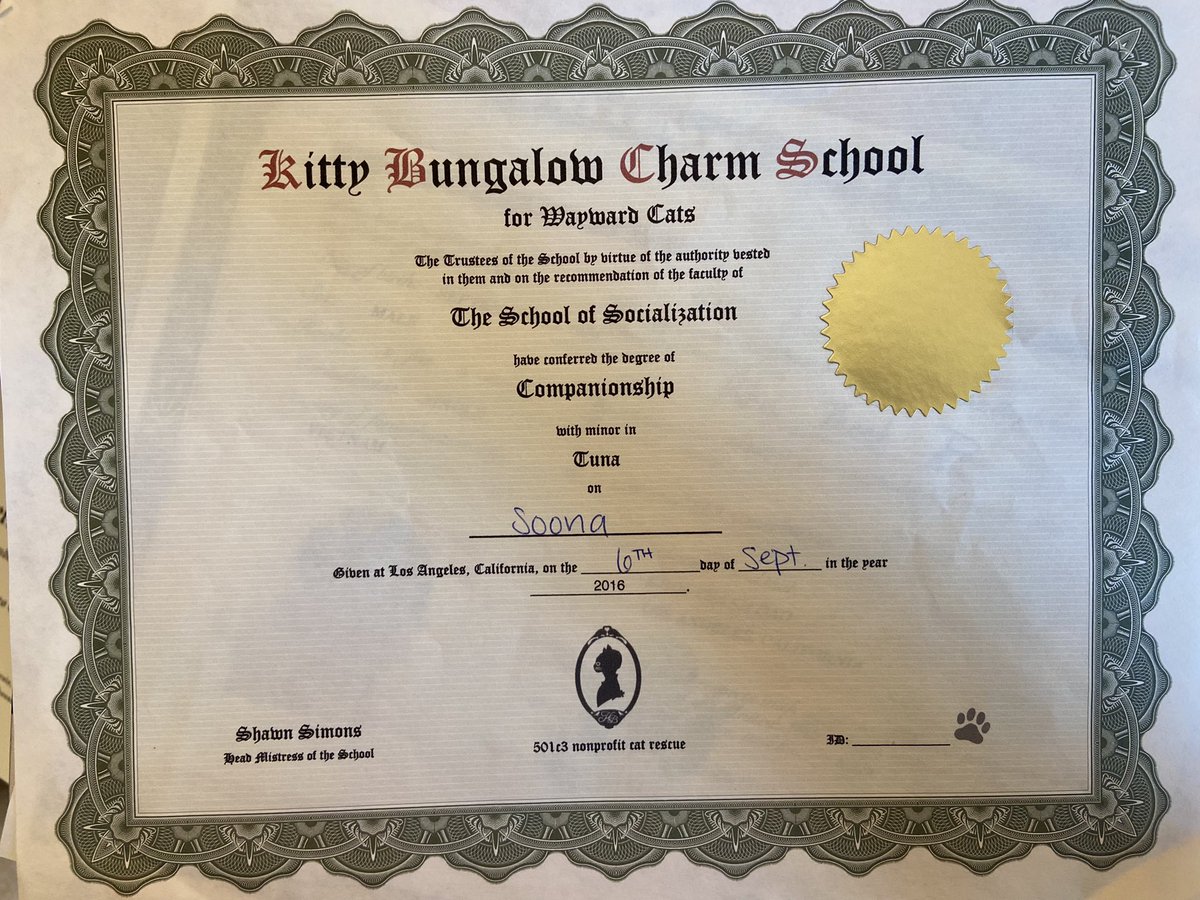 Kitty Bungalow Charm School
for Wayward Cats
The Trustees of the School by virtue of the authority vested
in them and on the recommendation of the faculty of
The School of Socialization
have conferred the degree of
Companionship
with minor in
Tuna
on
Soona
Given at Los Angeles, California, on the 6TH day of Sept. in the year
2016.
Shawn Simons
Head Mistress of the School
501c3 nonprofit cat rescue
ID: